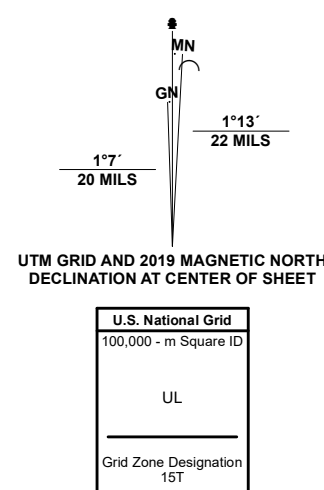 MN
GN
1°13´
22 MILS
1°7´
20 MILS
UTM GRID AND 2019 MAGNETIC NORTH
DECLINATION AT CENTER OF SHEET
U.S. National Grid
100,000 - m Square ID
UL
Grid Zone Designation
15T